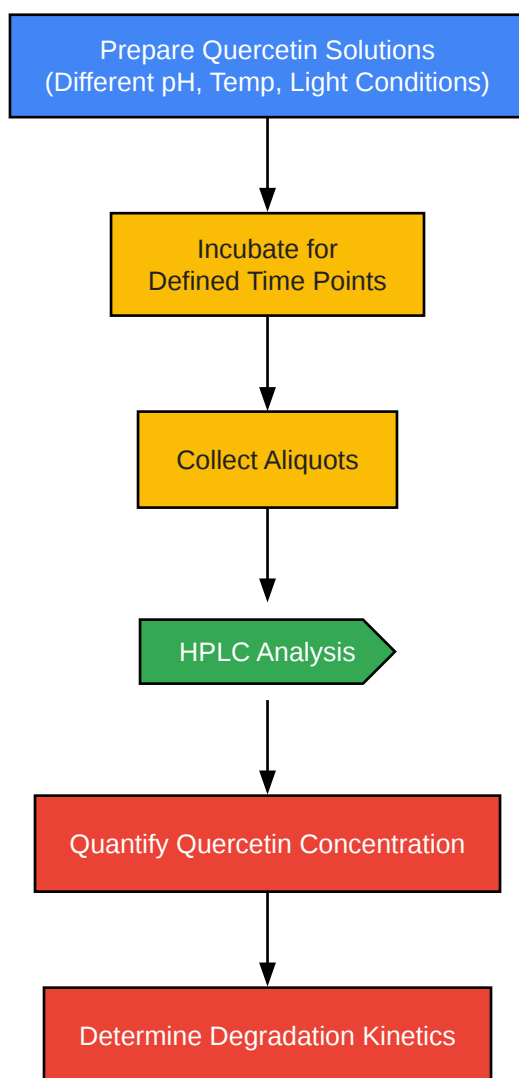 Prepare Quercetin Solutions
(Different pH, Temp, Light Conditions)
Incubate for
Defined Time Points
Collect Aliquots
HPLC Analysis
Quantify Quercetin Concentration
Determine Degradation Kinetics